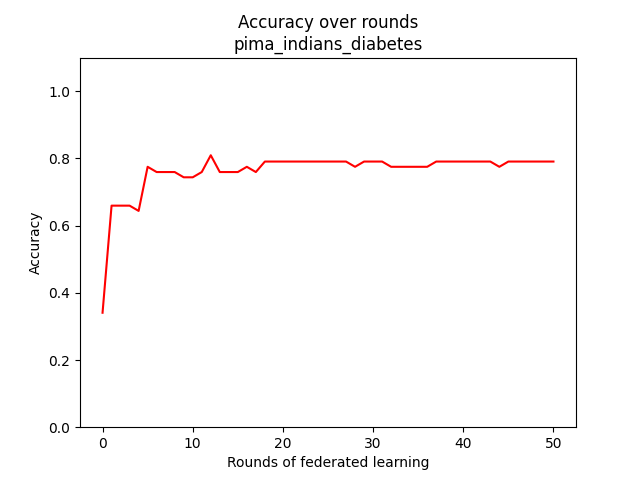 Accuracy over rounds
pima_indians_diabetes
1.0
0.8
0.6
0.4
0.2
0.0
Accuracy
0 10 20 30 40 50
Rounds of federated learning